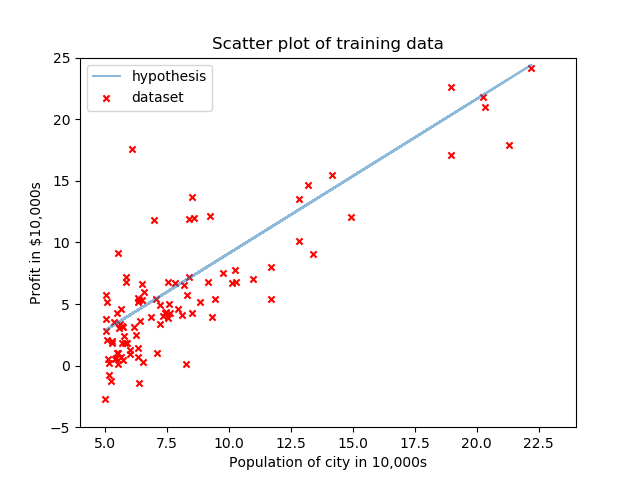 Scatter plot of training data
hypothesis
dataset
Profit in $10,000s
25
20
15
10
5
0
−5
5.0 7.5 10.0 12.5 15.0 17.5 20.0 22.5
Population of city in 10,000s